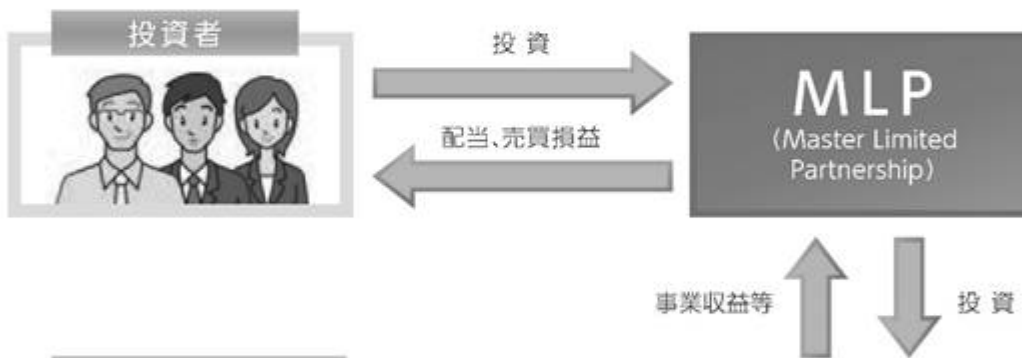 投資者
投 資
MLP
(Master Limited
Partnership)
配当、売買損益
事業収益等
投 資